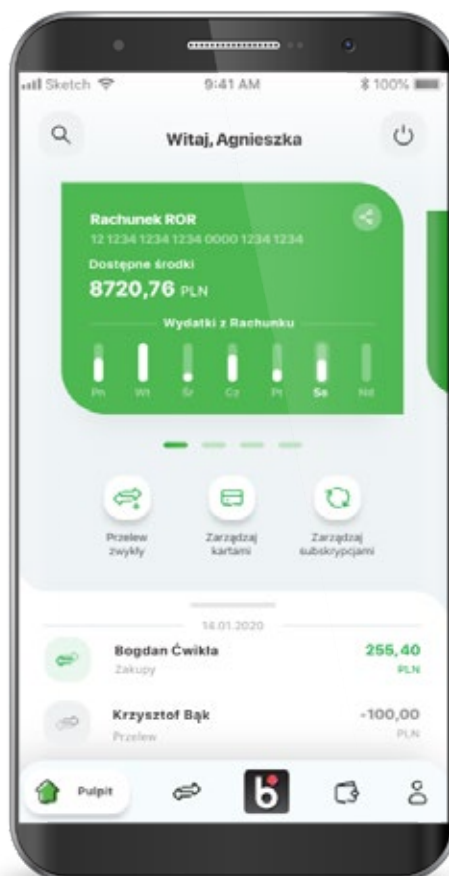 Sketch 9:41 AM 100%
Witaj, Agnieszka
Rachunek ROR
12 1234 1234 1234 0000 1234 1234
Dostępne środki
8720,76 PLN
Wydatki z Rachunku
Pn Wt Śr Cz Pt So Nd
Przelew zwykły
Zarządzaj kartami
Zarządzaj subskrypcjami
14.01.2020
Bogdan Ćwikła 255,40
Zakupy PLN
Krzysztof Bąk -100,00
Przelew PLN
Pulpit
b